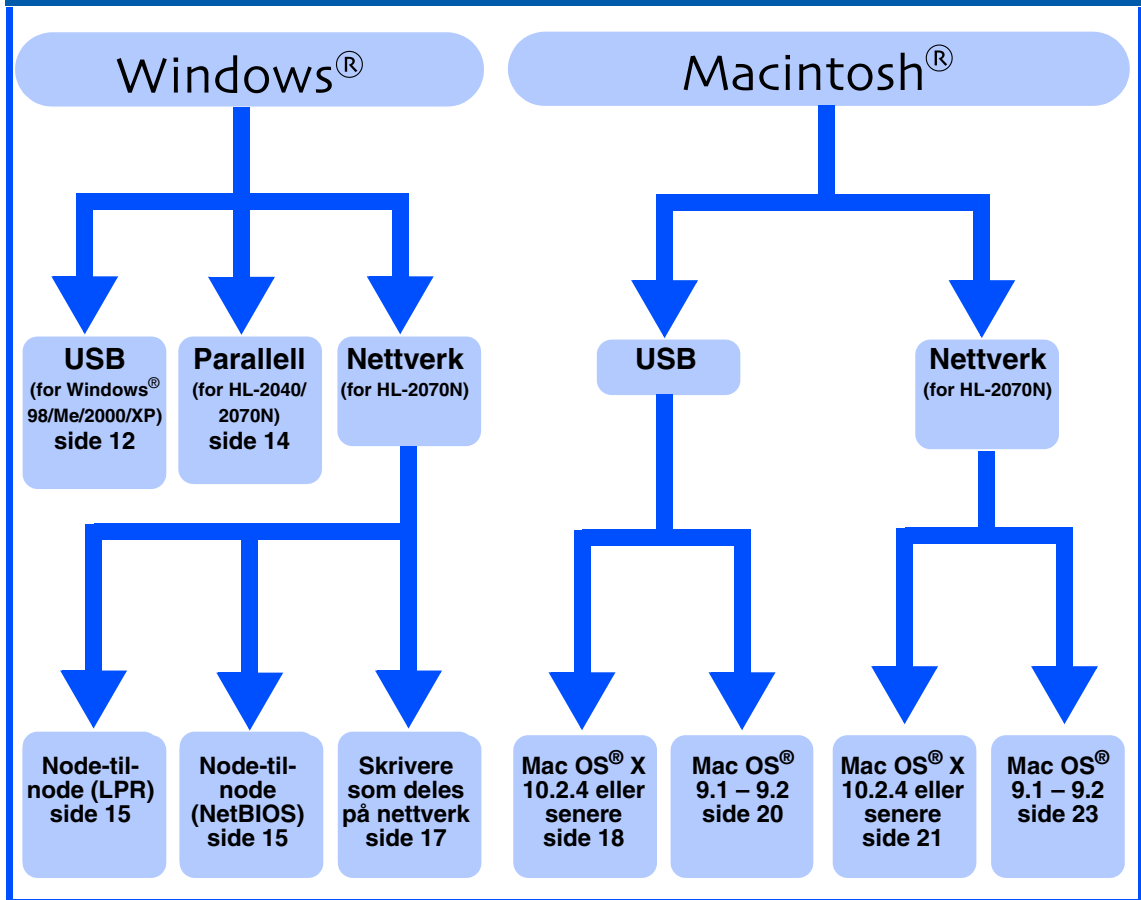 Windows®
Macintosh®
USB
(for Windows®
98/Me/2000/XP)
side 12
Parallell
(for HL-2040/
2070N)
side 14
Nettverk
(for HL-2070N)
USB
Nettverk
(for HL-2070N)
Node-til-
node (LPR)
side 15
Node-til-
node
(NetBIOS)
side 15
Skrivere
som deles
på nettverk
side 17
Mac OS® X
10.2.4 eller
senere
side 18
Mac OS®
9.1 – 9.2
side 20
Mac OS® X
10.2.4 eller
senere
side 21
Mac OS®
9.1 – 9.2
side 23